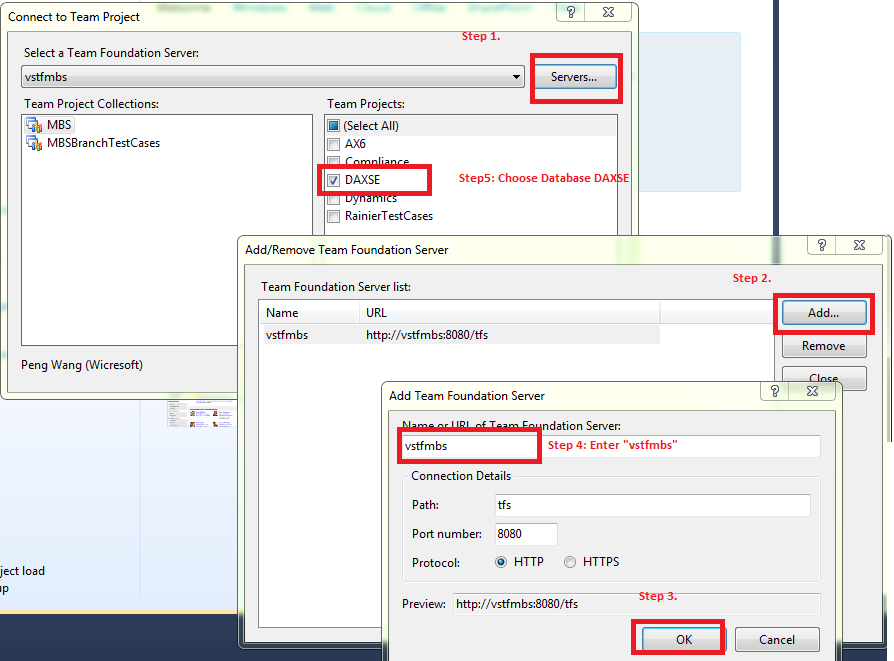 Connect to Team Project
Step 1.
Select a Team Foundation Server:
vstfmbs
Servers...
Team Project Collections:
Team Projects:
MBS
MBSBranchTestCases
(Select All)
AX6
Compliance
DAXSE
Step5: Choose Database DAXSE
Dynamics
RainierTestCases
Peng Wang (Wicresoft)
Add/Remove Team Foundation Server
Step 2.
Team Foundation Server list:
Name URL
vstfmbs http://vstfmbs:8080/tfs
Add...
Remove
Close
Add Team Foundation Server
Name or URL of Team Foundation Server:
vstfmbs
Step 4: Enter "vstfmbs"
Connection Details
Path: tfs
Port number: 8080
Protocol: HTTP HTTPS
Preview: http://vstfmbs:8080/tfs
Step 3.
OK Cancel
ject load
up